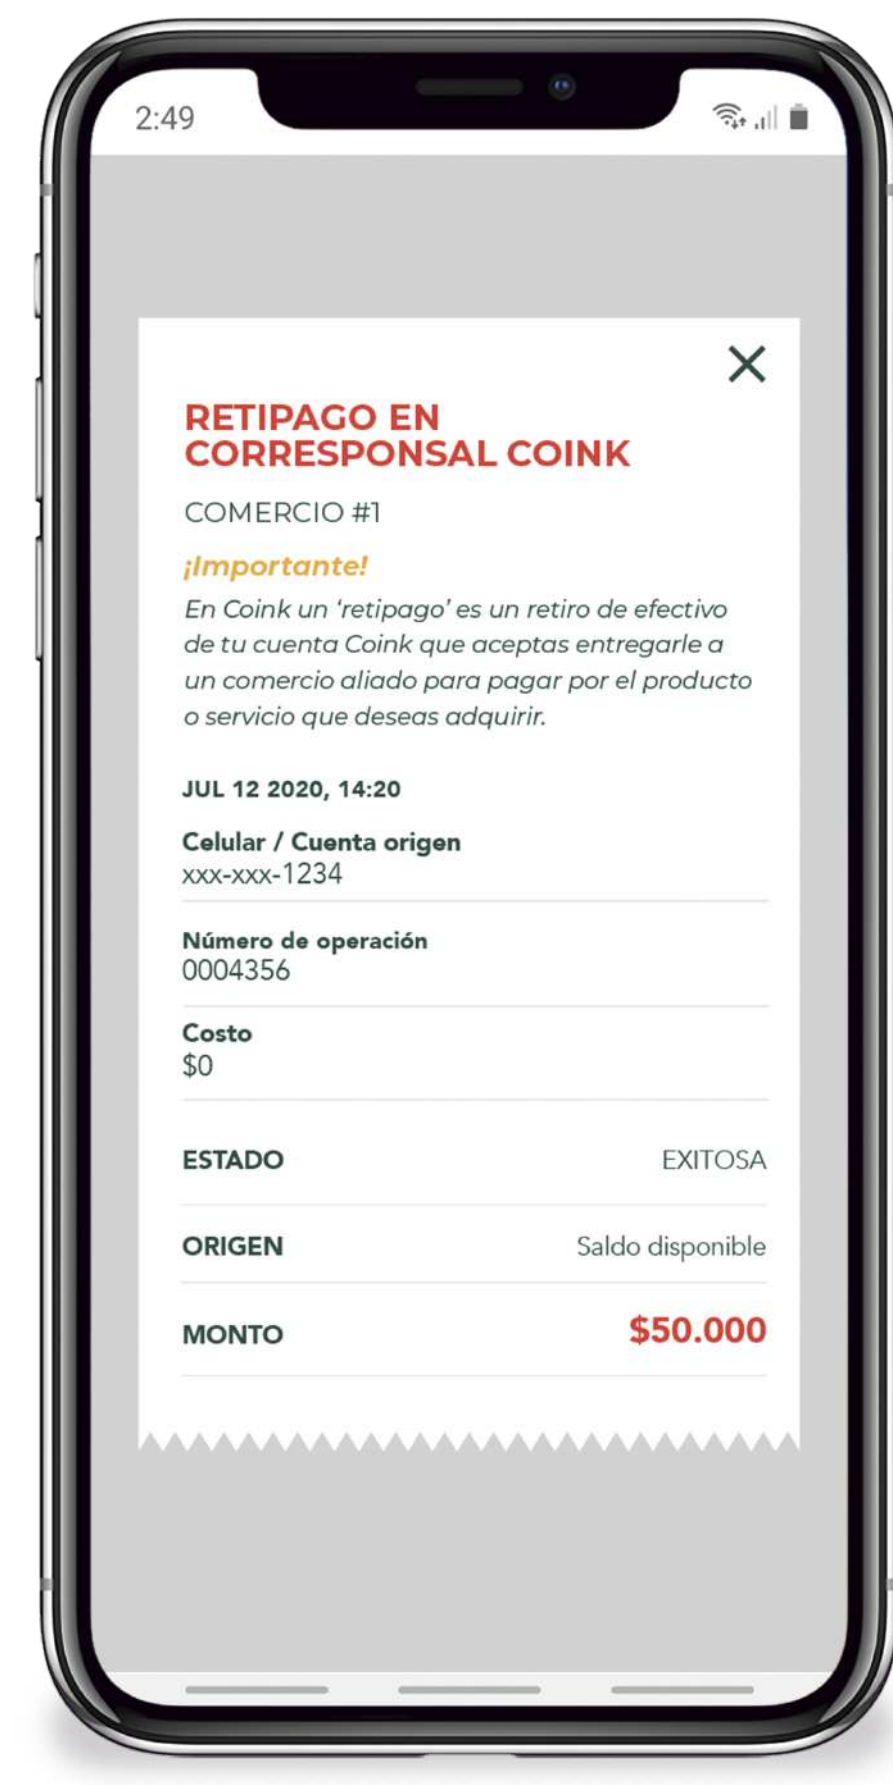 2:49
RETIPAGO EN
CORRESPONSAL COINK
COMERCIO #1
¡Importante!
En Coink un ‘retipago’ es un retiro de efectivo
de tu cuenta Coink que aceptas entregarle a
un comercio aliado para pagar por el producto
o servicio que deseas adquirir.
JUL 12 2020, 14:20
Celular / Cuenta origen
xxx-xxx-1234
Número de operación
0004356
Costo
$0
ESTADO EXITOSA
ORIGEN Saldo disponible
MONTO $50.000